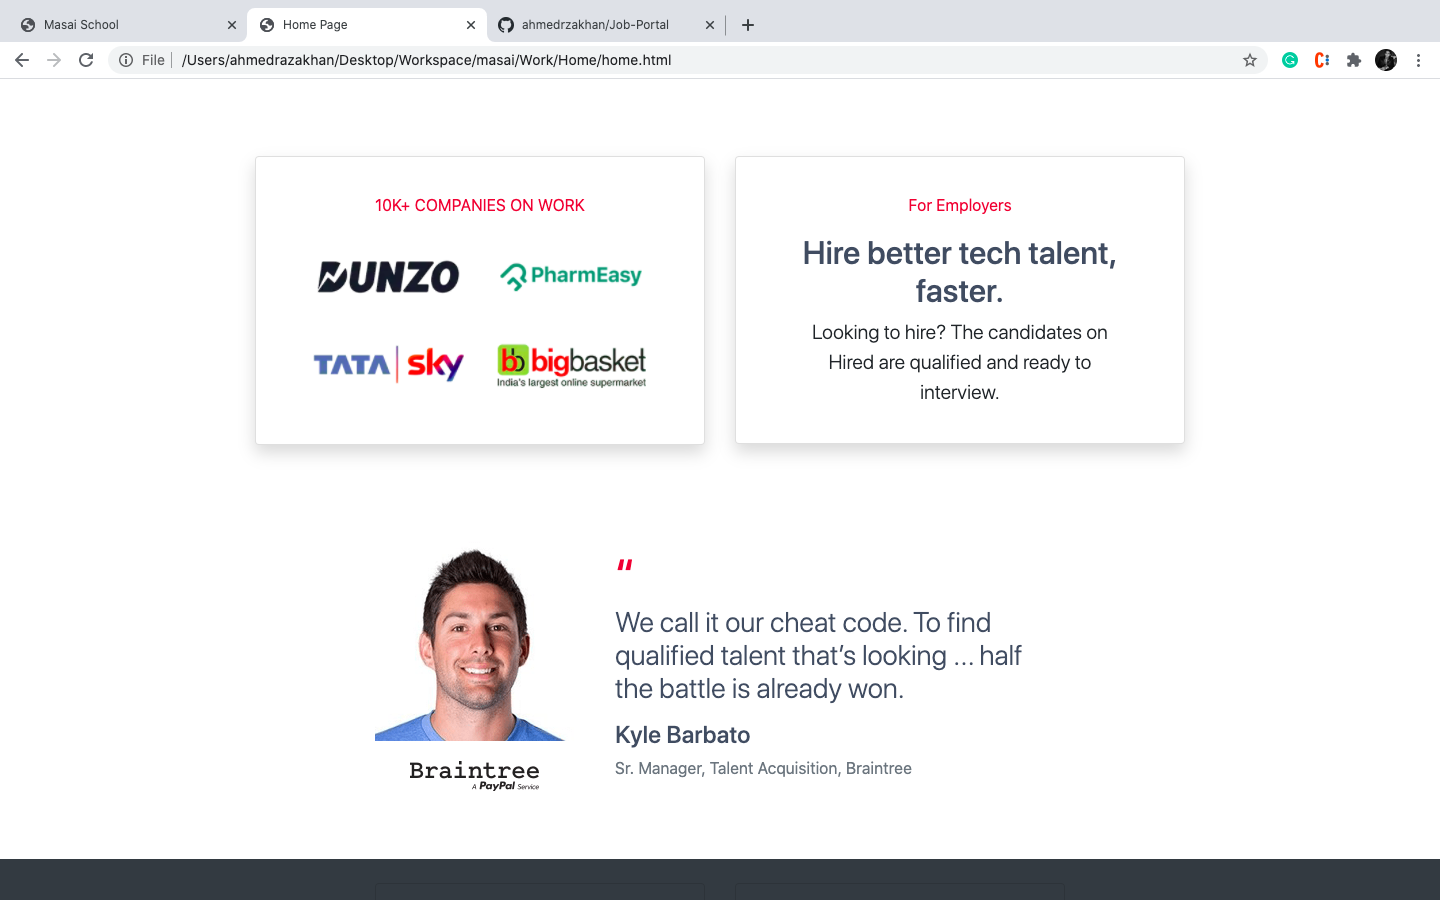 Masai School
Home Page
ahmedrzakhan/Job-Portal
File
/Users/ahmedrazakhan/Desktop/Workspace/masai/Work/Home/home.html
10K+ COMPANIES ON WORK
DUNZO
PharmEasy
TATA sky
bb bigbasket
India's largest online supermarket
For Employers
Hire better tech talent,
faster.
Looking to hire? The candidates on
Hired are qualified and ready to
interview.
"
We call it our cheat code. To find
qualified talent that’s looking … half
the battle is already won.
Kyle Barbato
Sr. Manager, Talent Acquisition, Braintree
Braintree
A PayPal Service